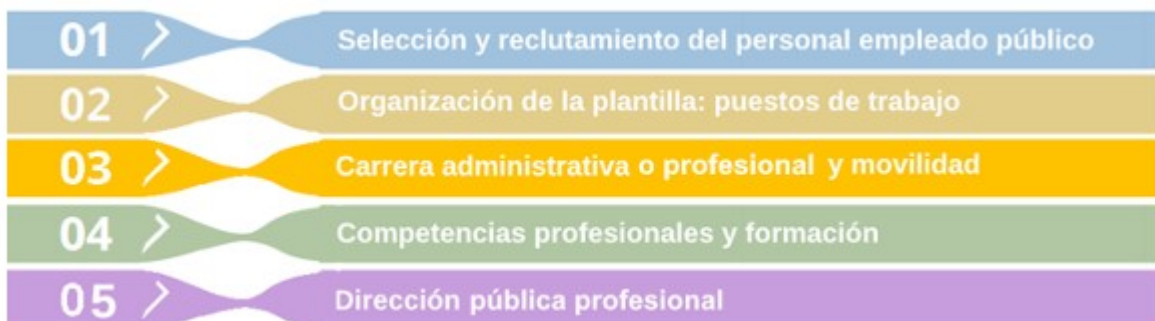 01 Selección y reclutamiento del personal empleado público
02 Organización de la plantilla: puestos de trabajo
03 Carrera administrativa o profesional y movilidad
04 Competencias profesionales y formación
05 Dirección pública profesional